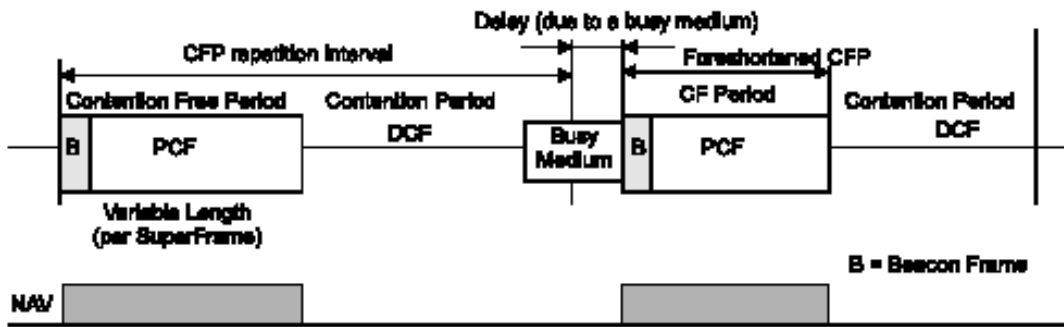 Delay (due to a busy medium)
CFP repetition interval
Foreshortened CFP
Contention Free Period
Contention Period
CF Period
Contention Period
B
PCF
DCF
Busy
Medium
B
PCF
DCF
Variable Length
(per SuperFrame)
B = Beacon Frame
NAV